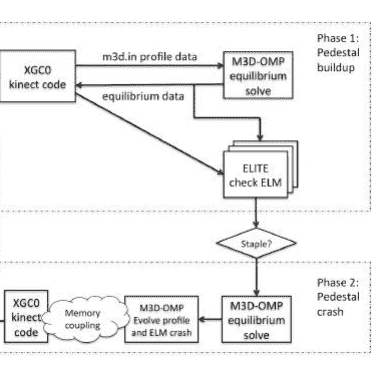 Phase 1:
Pedestal
buildup
XGC0
kinect code
m3d.in profile data
equilibrium data
M3D-OMP
equilibrium
solve
ELITE
check ELM
Staple?
Phase 2:
Pedestal
crash
XGC0
kinect
code
Memory
coupling
M3D-OMP
Evolve profile
and ELM crash
M3D-OMP
equilibrium
solve